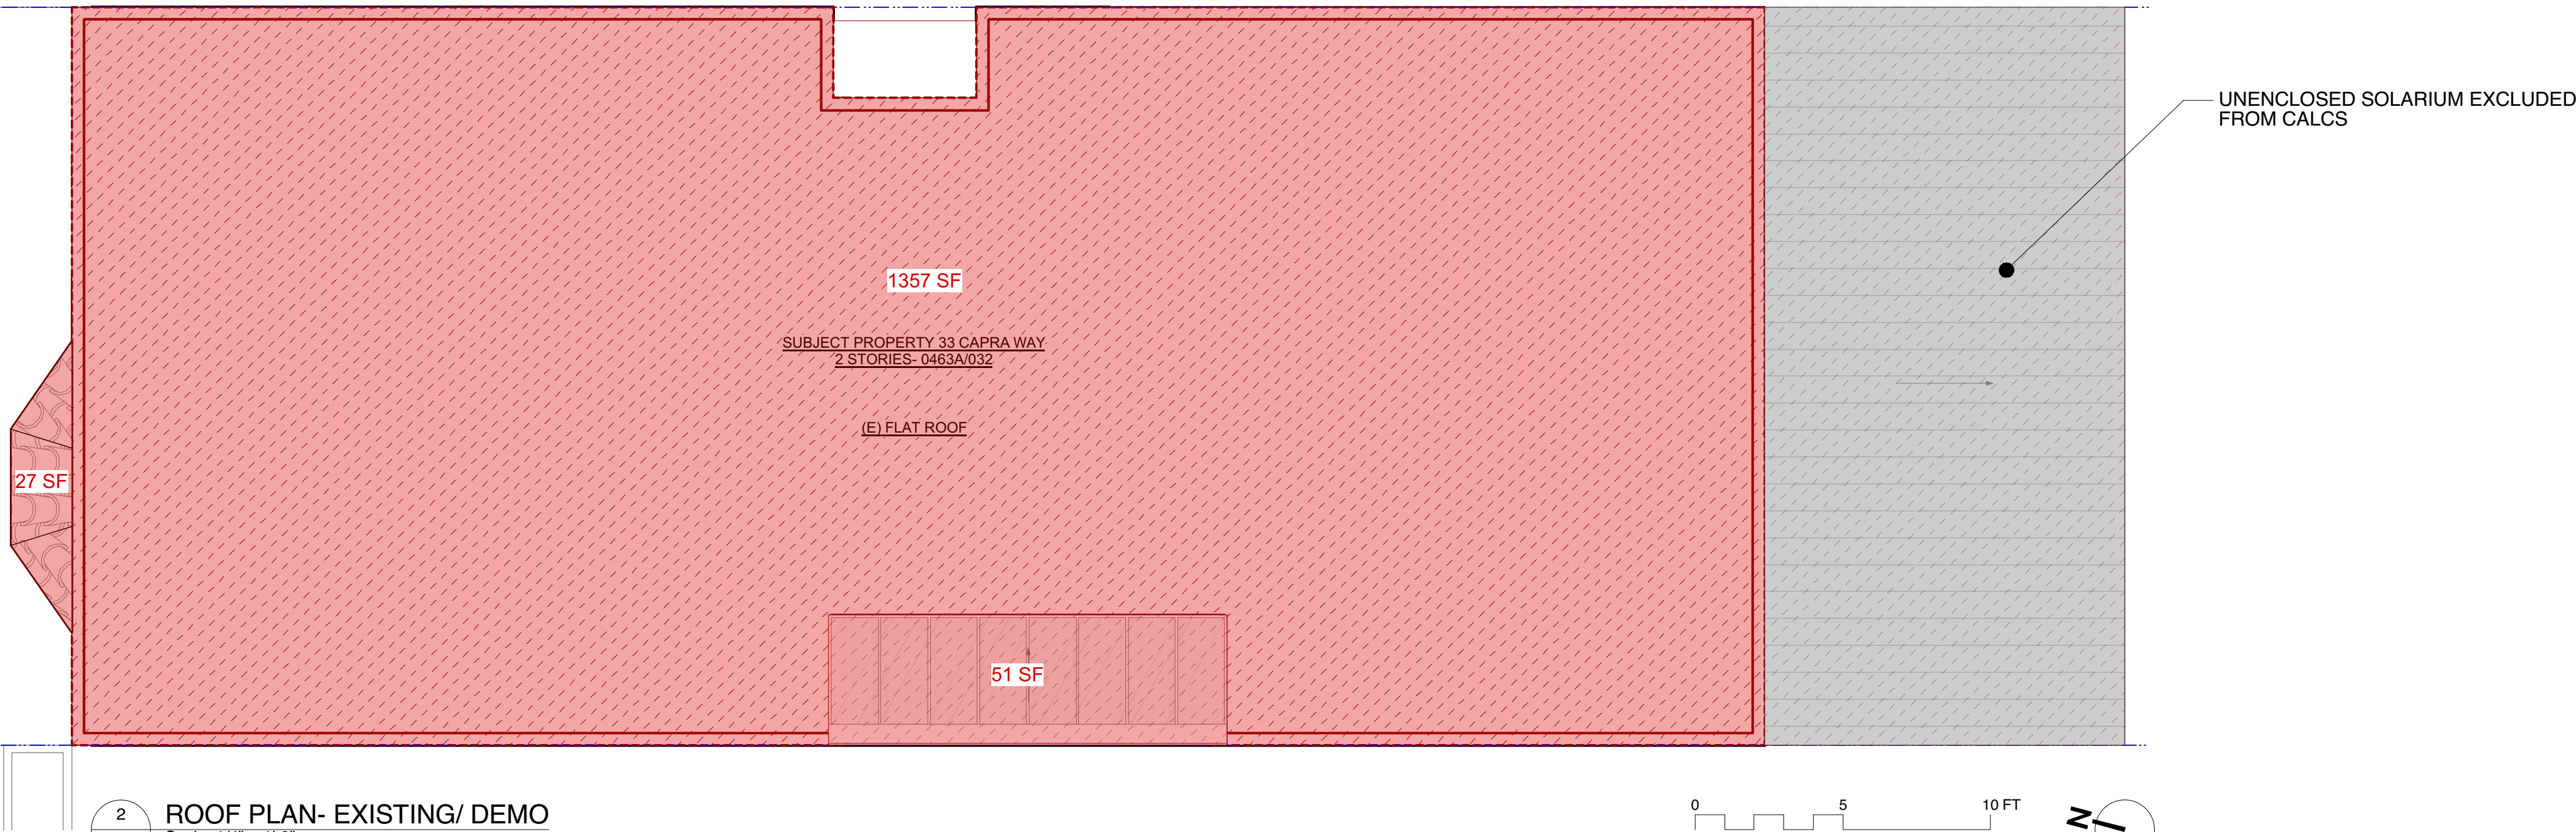 UNENCLOSED SOLARIUM EXCLUDED
FROM CALCS
1357 SF
SUBJECT PROPERTY 33 CAPRA WAY
2 STORIES- 0463A/032
(E) FLAT ROOF
27 SF
51 SF
2
ROOF PLAN- EXISTING/ DEMO
0 5 10 FT
N